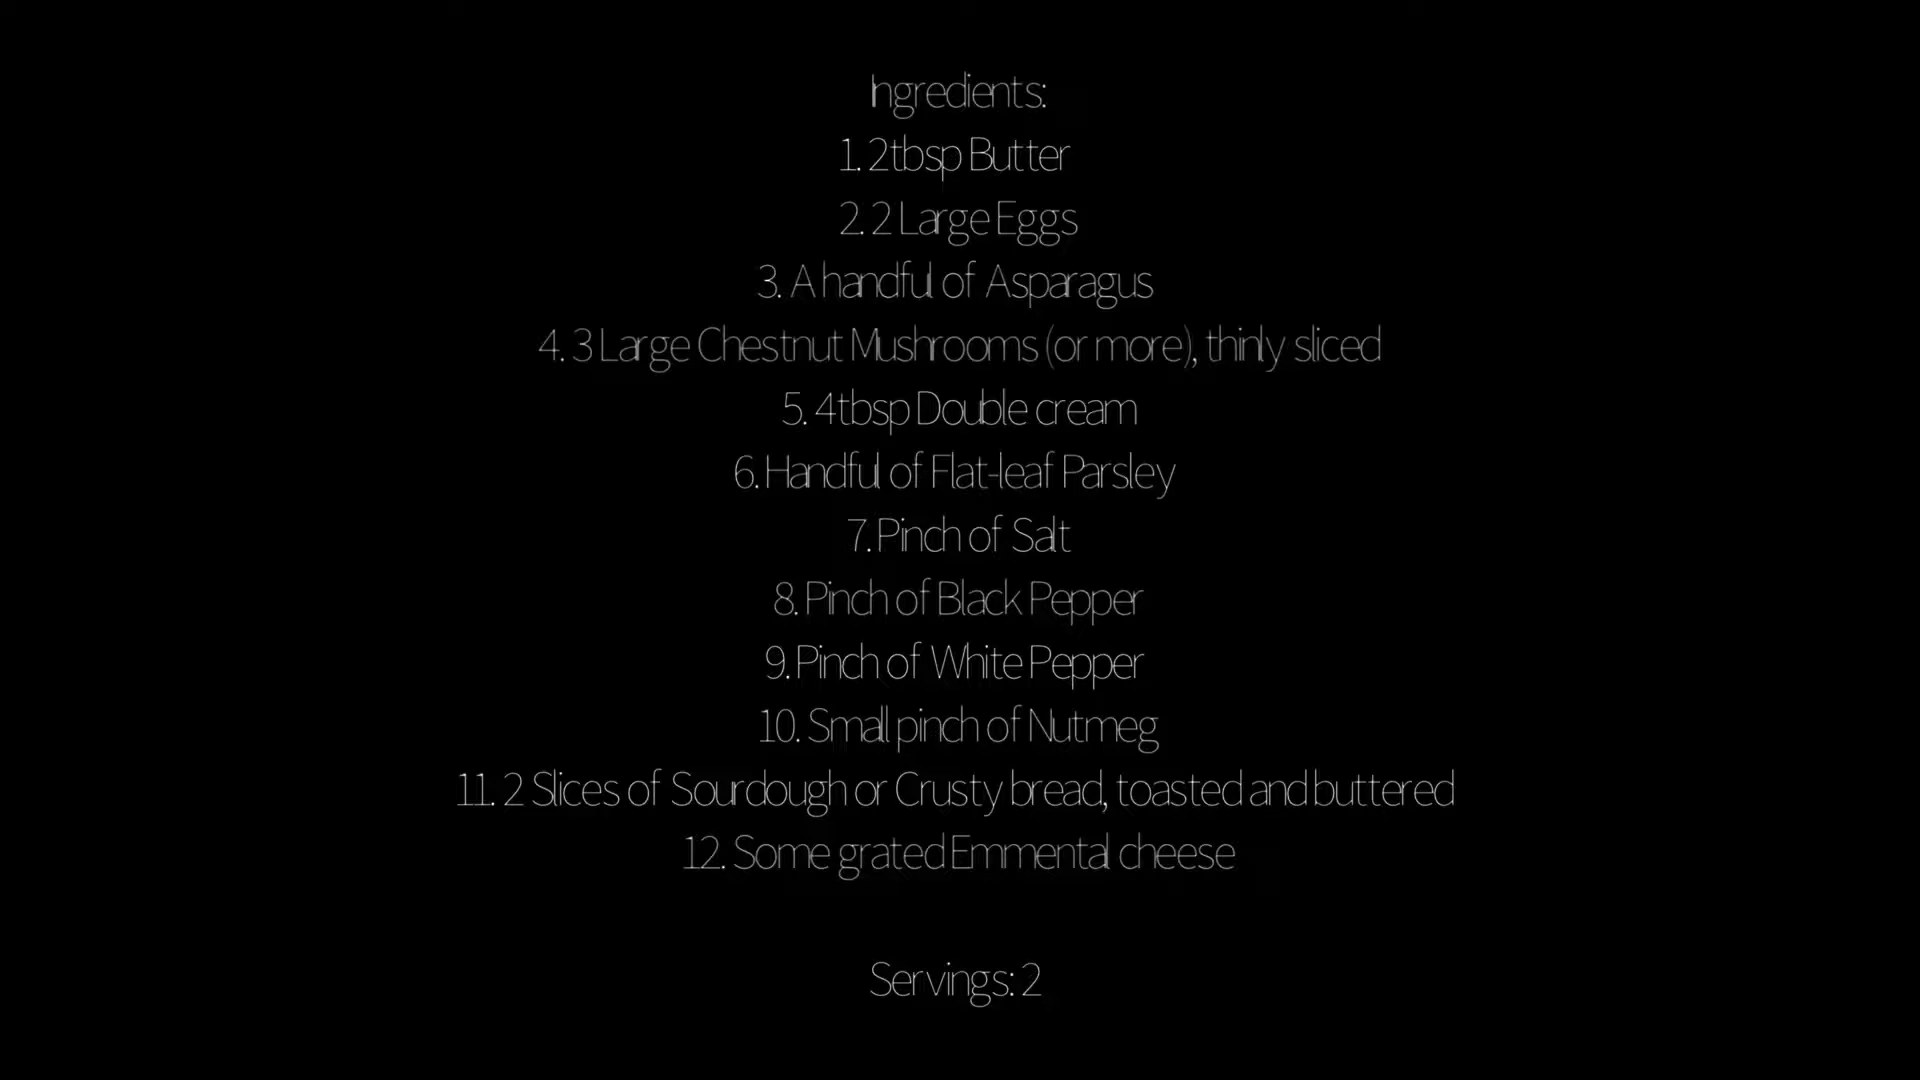 Ingredients:
1. 2tbsp Butter
2. 2 Large Eggs
3. A handful of Asparagus
4. 3 Large Chestnut Mushrooms (or more), thinly sliced
5. 4tbsp Double cream
6. Handful of Flat-leaf Parsley
7. Pinch of Salt
8. Pinch of Black Pepper
9. Pinch of White Pepper
10. Small pinch of Nutmeg
11. 2 Slices of Sourdough or Crusty bread, toasted and buttered
12. Some grated Emmental cheese
Servings: 2